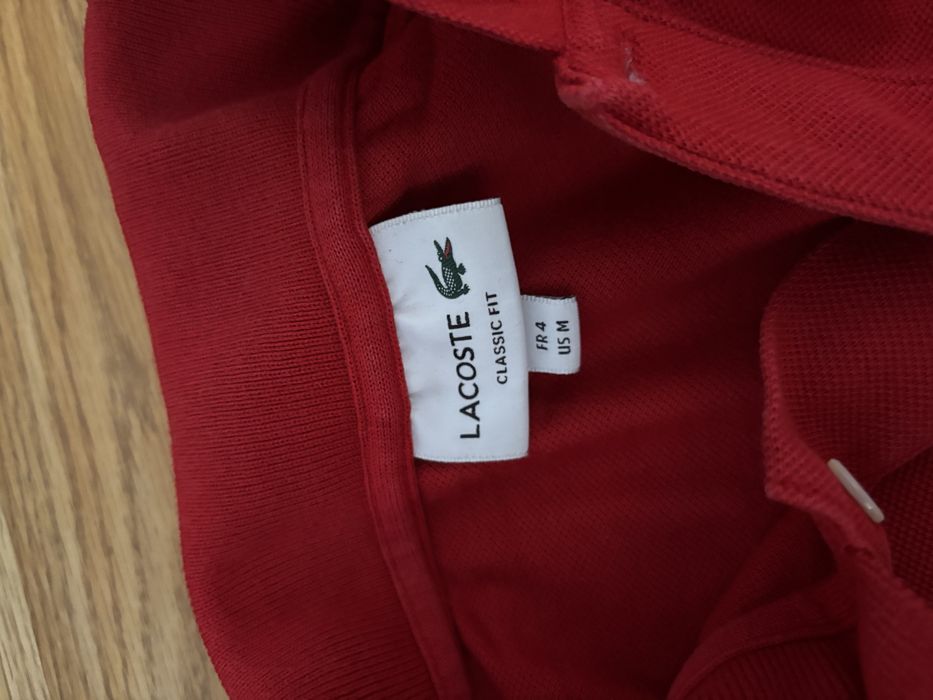 LACOSTE
CLASSIC FIT
FR 4
US M